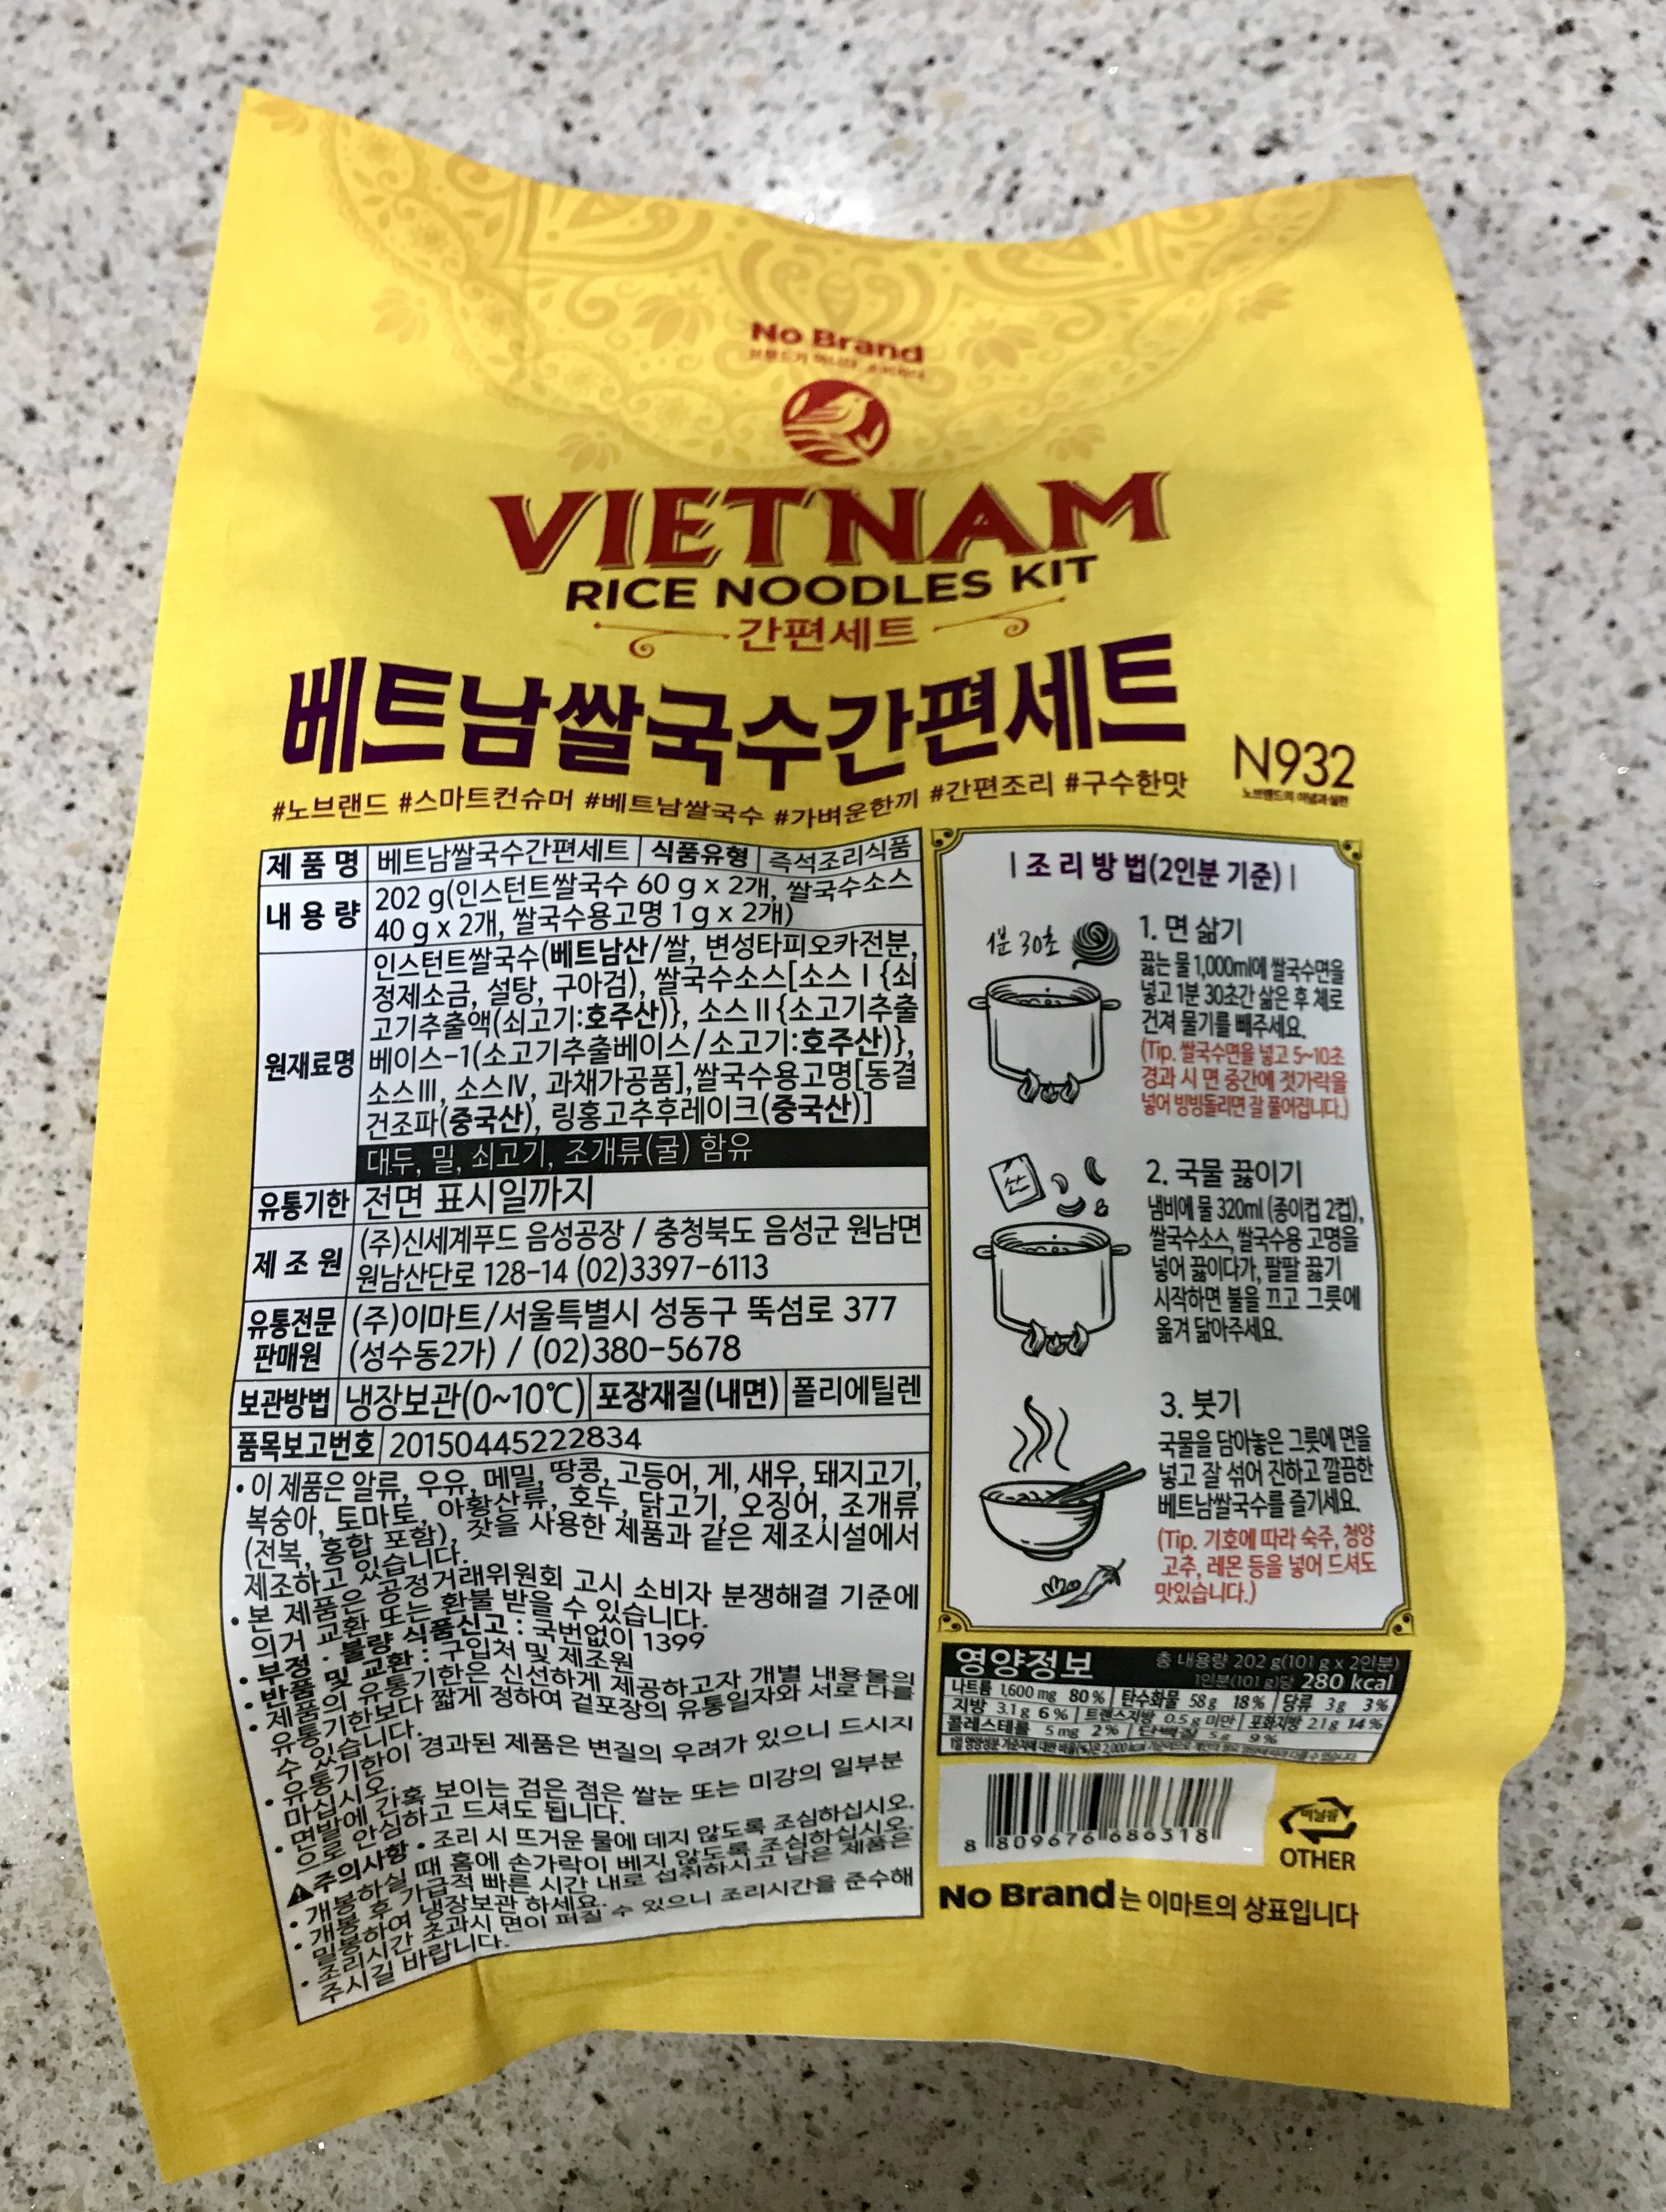 No Brand
VIETNAM
RICE NOODLES KIT
간편세트
베트남쌀국수간편세트
N932
#노브랜드 #스마트컨슈머 #베트남쌀국수 #가벼운한끼 #간편조리 #구수한맛
제품명 베트남쌀국수간편세트 식품유형 즉석조리식품
내용량 202 g(인스턴트쌀국수 60 g x 2개, 쌀국수소스
40 g x 2개, 쌀국수용고명 1 g x 2개)
원재료명 인스턴트쌀국수(베트남산/쌀, 변성타피오카전분,
정제소금, 설탕, 구아검), 쌀국수소스[소스Ⅰ{쇠
고기추출액(쇠고기:호주산)}, 소스Ⅱ{소고기추출
베이스-1(소고기추출베이스/소고기:호주산)},
소스Ⅲ, 소스Ⅳ, 과채가공품],쌀국수용고명[동결
건조파(중국산), 링홍고추후레이크(중국산)]
대두, 밀, 쇠고기, 조개류(굴) 함유
유통기한 전면 표시일까지
제조원 (주)신세계푸드 음성공장 / 충청북도 음성군 원남면
원남산단로 128-14 (02)3397-6113
유통전문 (주)이마트/서울특별시 성동구 뚝섬로 377
판매원 (성수동2가) / (02)380-5678
보관방법 냉장보관(0~10℃) 포장재질(내면) 폴리에틸렌
품목보고번호 20150445222834
• 이 제품은 알류, 우유, 메밀, 땅콩, 고등어, 게, 새우, 돼지고기,
복숭아, 토마토, 아황산류, 호두, 닭고기, 오징어, 조개류
(전복, 홍합 포함), 잣을 사용한 제품과 같은 제조시설에서
제조하고 있습니다.
• 본 제품은 공정거래위원회 고시 소비자 분쟁해결 기준에
의거 교환 또는 환불 받을 수 있습니다.
• 부정 · 불량 식품신고 : 국번없이 1399
• 반품 및 교환 : 구입처 및 제조원
• 제품의 유통기한은 신선하게 제공하고자 개별 내용물의
유통기한보다 짧게 정하여 겉포장의 유통일자와 서로 다를
수 있습니다.
• 유통기한이 경과된 제품은 변질의 우려가 있으니 드시지
마십시오.
• 면발에 간혹 보이는 검은 점은 쌀눈 또는 미강의 일부분
으로 안심하고 드셔도 됩니다.
⚠주의사항 • 조리 시 뜨거운 물에 데지 않도록 조심하십시오.
• 개봉하실 때 홈에 손가락이 베지 않도록 조심하십시오.
• 개봉 후 가급적 빠른 시간 내로 섭취하시고 남은 제품은
밀봉하여 냉장보관 하세요.
• 조리시간 초과시 면이 퍼질 수 있으니 조리시간을 준수해
주시길 바랍니다.
| 조리방법(2인분 기준) |
1분 30초
1. 면 삶기
끓는 물 1,000ml에 쌀국수면을
넣고 1분 30초간 삶은 후 체로
건져 물기를 빼주세요.
(Tip. 쌀국수면을 넣고 5~10초
경과 시 면 중간에 젓가락을
넣어 빙빙돌리면 잘 풀어집니다.)
2. 국물 끓이기
냄비에 물 320ml (종이컵 2컵),
쌀국수소스, 쌀국수용 고명을
넣어 끓이다가, 팔팔 끓기
시작하면 불을 끄고 그릇에
옮겨 담아주세요.
소스
3. 붓기
국물을 담아놓은 그릇에 면을
넣고 잘 섞어 진하고 깔끔한
베트남쌀국수를 즐기세요.
(Tip. 기호에 따라 숙주, 청양
고추, 레몬 등을 넣어 드셔도
맛있습니다.)
영양정보 총 내용량 202 g(101 g x 2인분)
1인분(101 g)당 280 kcal
나트륨 1,600 mg 80% 탄수화물 58 g 18% 당류 3 g 3%
지방 3.1 g 6% 트랜스지방 0.5 g 미만 포화지방 2.1 g 14%
콜레스테롤 5 mg 2% 단백질 5 g 9%
8 809676 686318
비닐류
OTHER
No Brand 는 이마트의 상표입니다